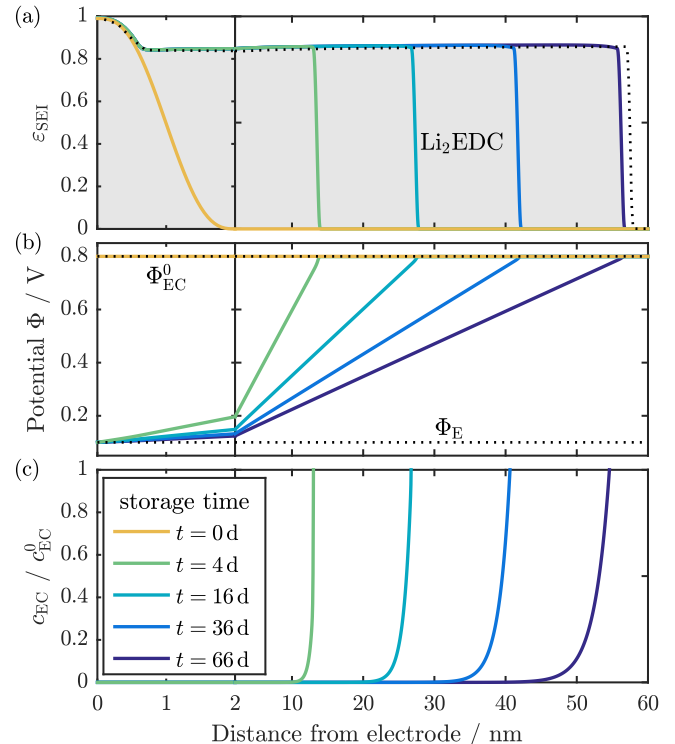 (a)
1
0.8
0.6
0.4
0.2
0
ε_SEI
Li₂EDC
(b)
0.8
0.6
0.4
0.2
Potential Φ / V
Φ⁰_EC
Φ_E
(c)
1
0.8
0.6
0.4
0.2
0
c_EC / c⁰_EC
storage time
t = 0 d
t = 4 d
t = 16 d
t = 36 d
t = 66 d
0 1 2 10 20 30 40 50 60
Distance from electrode / nm